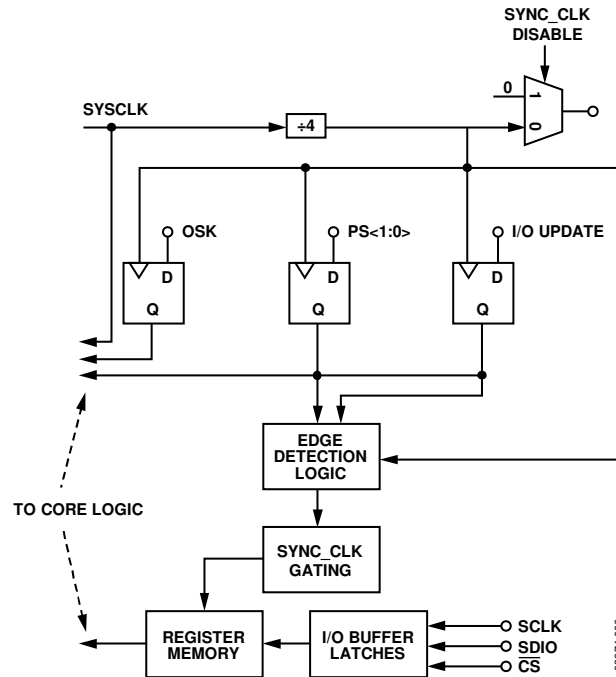 SYNC_CLK
DISABLE
0
1
SYSCLK
÷4
0
OSK
PS<1:0>
I/O UPDATE
D
D
D
Q
Q
Q
EDGE
DETECTION
LOGIC
TO CORE LOGIC
SYNC_CLK
GATING
REGISTER
MEMORY
I/O BUFFER
LATCHES
SCLK
SDIO
CS